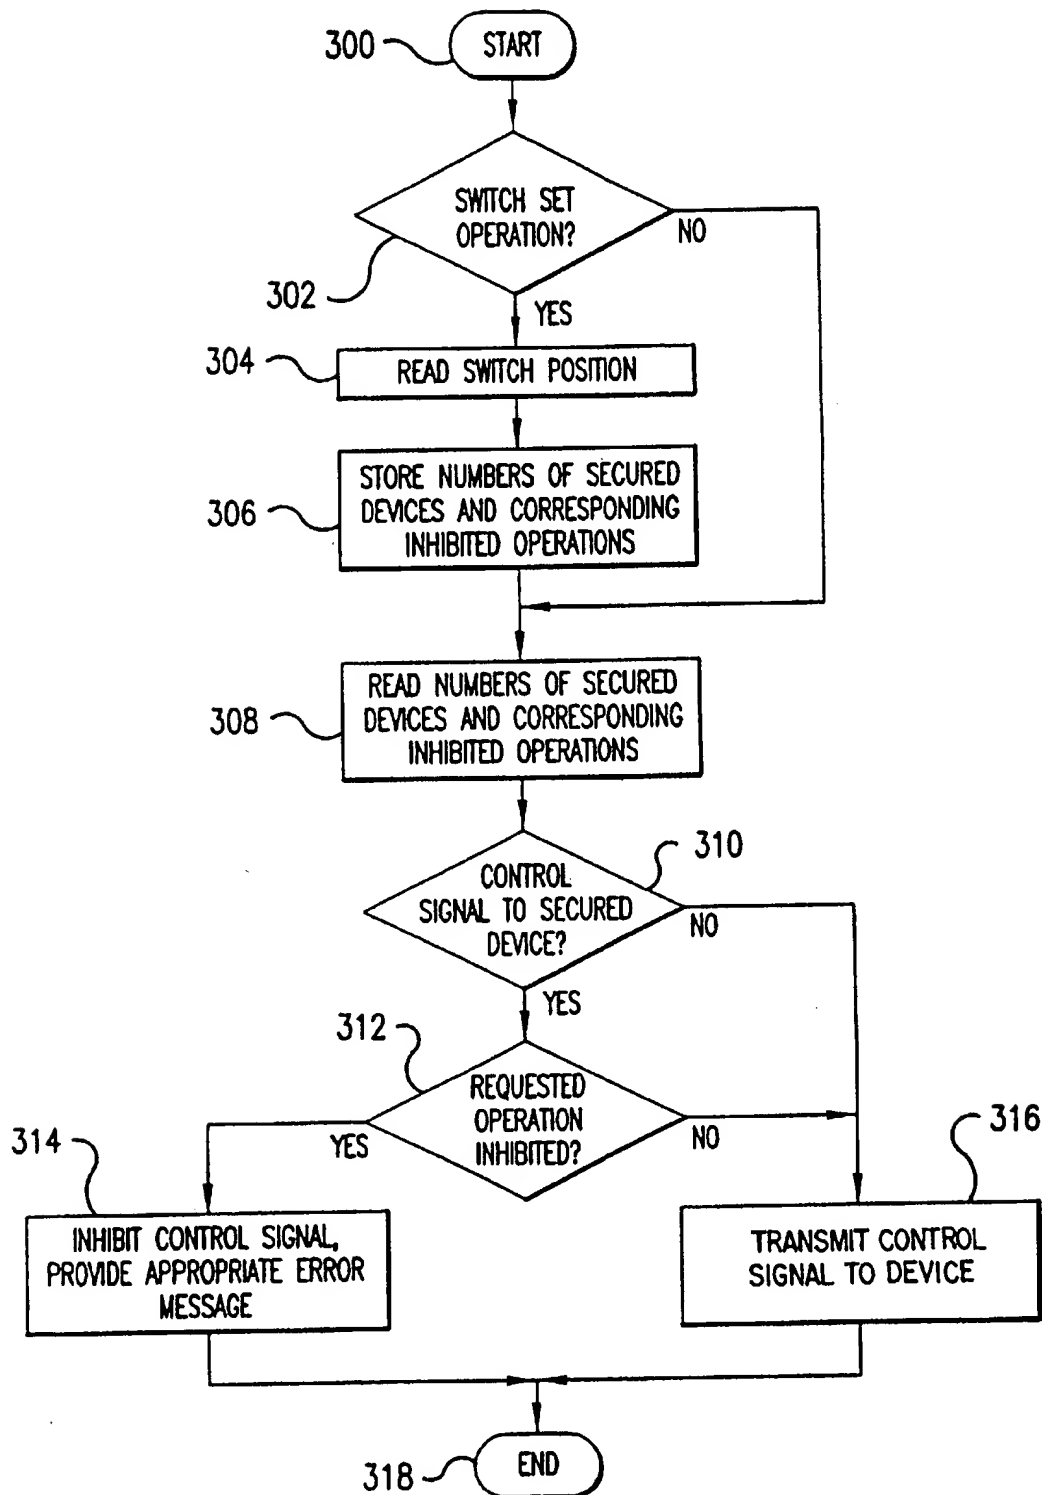 300
START
SWITCH SET
OPERATION?
NO
302
YES
304
READ SWITCH POSITION
306
STORE NUMBERS OF SECURED
DEVICES AND CORRESPONDING
INHIBITED OPERATIONS
308
READ NUMBERS OF SECURED
DEVICES AND CORRESPONDING
INHIBITED OPERATIONS
310
CONTROL
SIGNAL TO SECURED
DEVICE?
NO
YES
312
REQUESTED
OPERATION
INHIBITED?
YES
NO
314
INHIBIT CONTROL SIGNAL,
PROVIDE APPROPRIATE ERROR
MESSAGE
316
TRANSMIT CONTROL
SIGNAL TO DEVICE
318
END